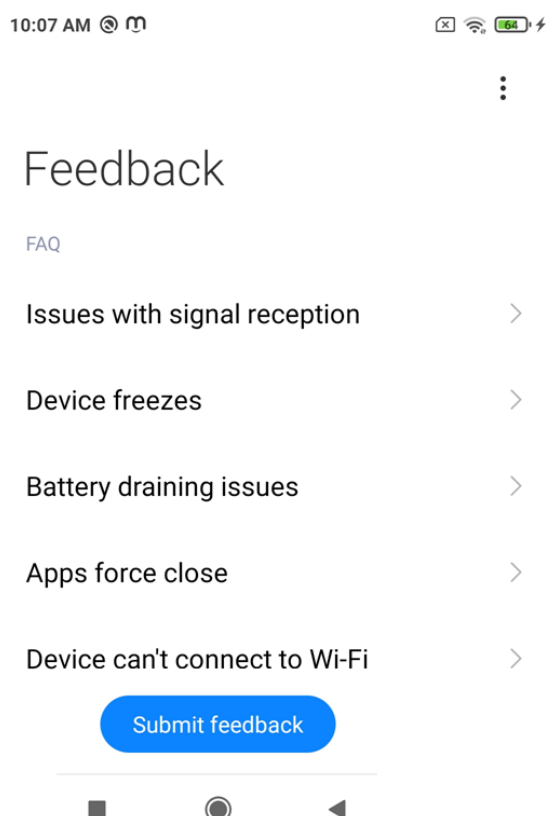 10:07 AM
64
Feedback
FAQ
Issues with signal reception
Device freezes
Battery draining issues
Apps force close
Device can't connect to Wi-Fi
Submit feedback